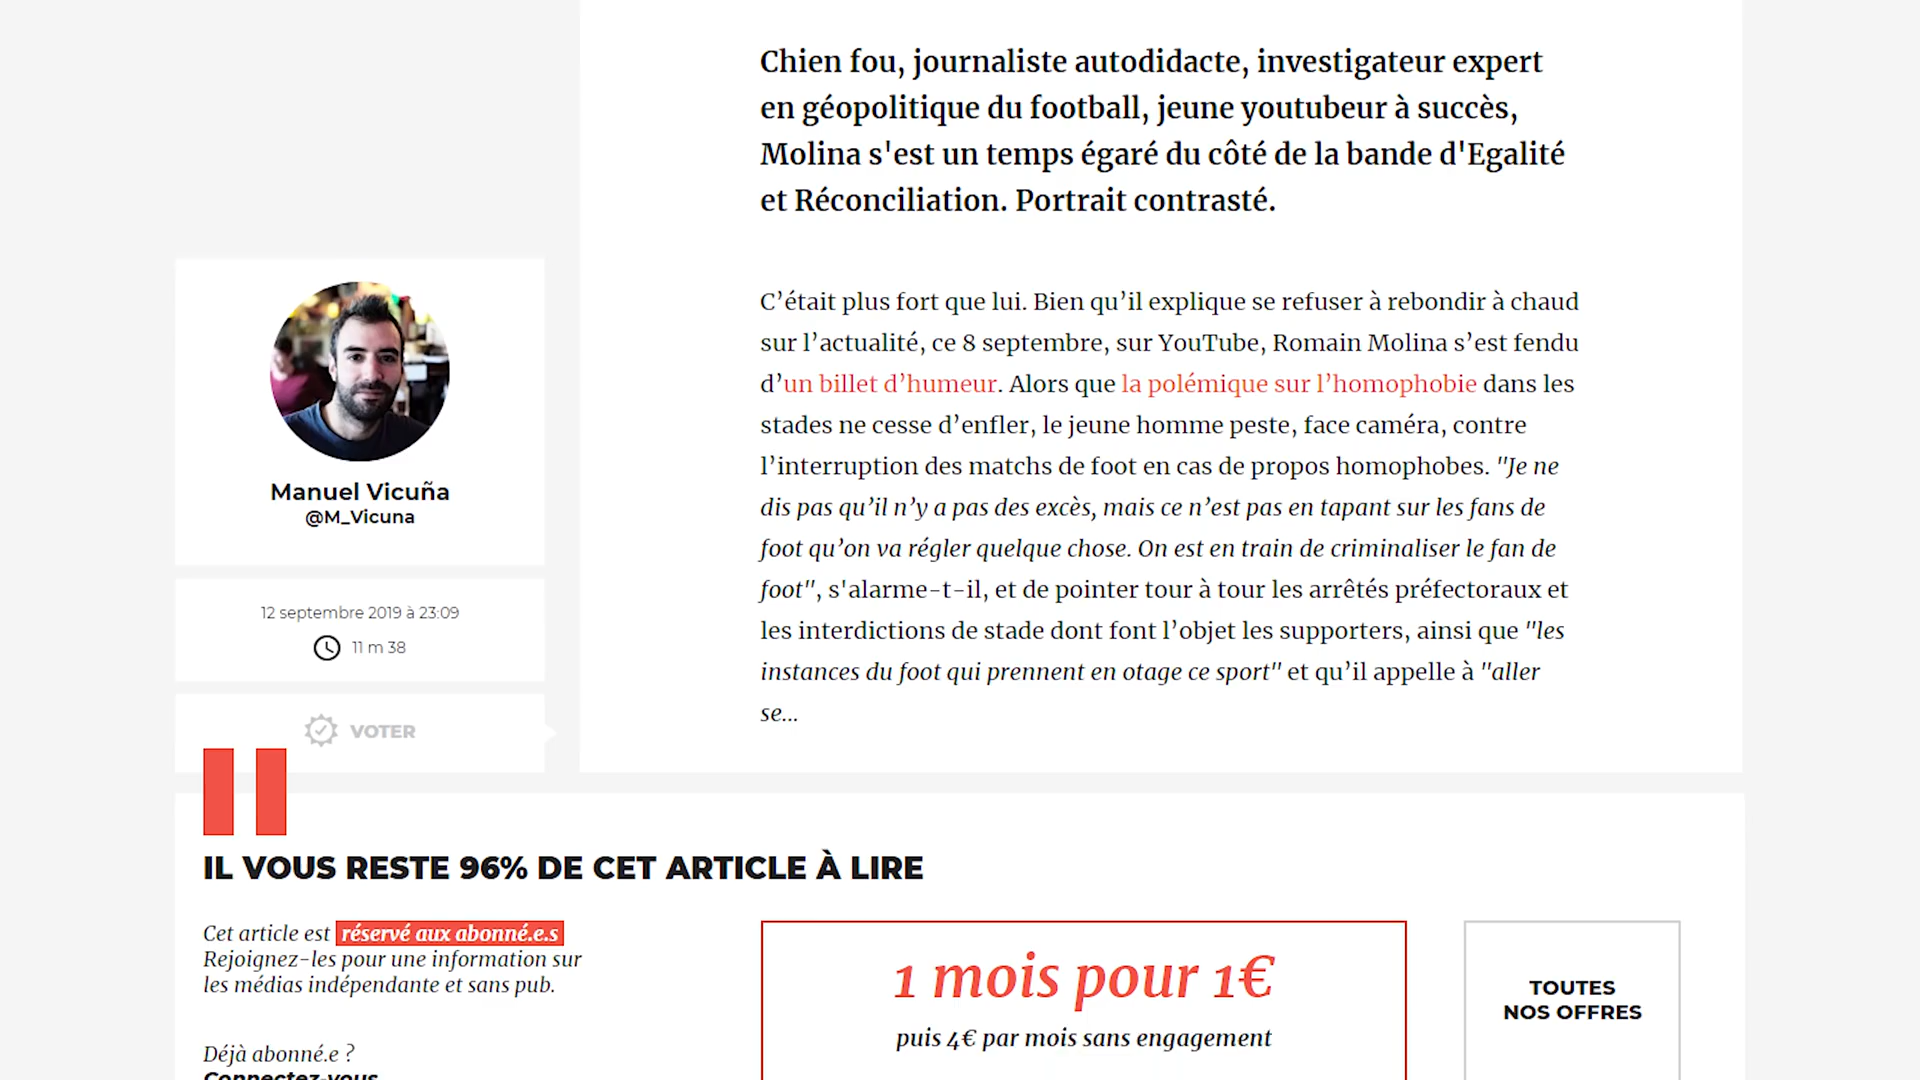 Chien fou, journaliste autodidacte, investigateur expert
en géopolitique du football, jeune youtubeur à succès,
Molina s'est un temps égaré du côté de la bande d'Egalité
et Réconciliation. Portrait contrasté.
C’était plus fort que lui. Bien qu’il explique se refuser à rebondir à chaud
sur l’actualité, ce 8 septembre, sur YouTube, Romain Molina s’est fendu
d’un billet d’humeur. Alors que la polémique sur l’homophobie dans les
stades ne cesse d’enfler, le jeune homme peste, face caméra, contre
l’interruption des matchs de foot en cas de propos homophobes. "Je ne
dis pas qu’il n’y a pas des excès, mais ce n’est pas en tapant sur les fans de
foot qu’on va régler quelque chose. On est en train de criminaliser le fan de
foot", s'alarme-t-il, et de pointer tour à tour les arrêtés préfectoraux et
les interdictions de stade dont font l’objet les supporters, ainsi que "les
instances du foot qui prennent en otage ce sport" et qu’il appelle à "aller
se...
Manuel Vicuña
@M_Vicuna
12 septembre 2019 à 23:09
11 m 38
VOTER
IL VOUS RESTE 96% DE CET ARTICLE À LIRE
Cet article est réservé aux abonné.e.s
Rejoignez-les pour une information sur
les médias indépendante et sans pub.
Déjà abonné.e ?
Connectez-vous
1 mois pour 1€
puis 4€ par mois sans engagement
TOUTES
NOS OFFRES